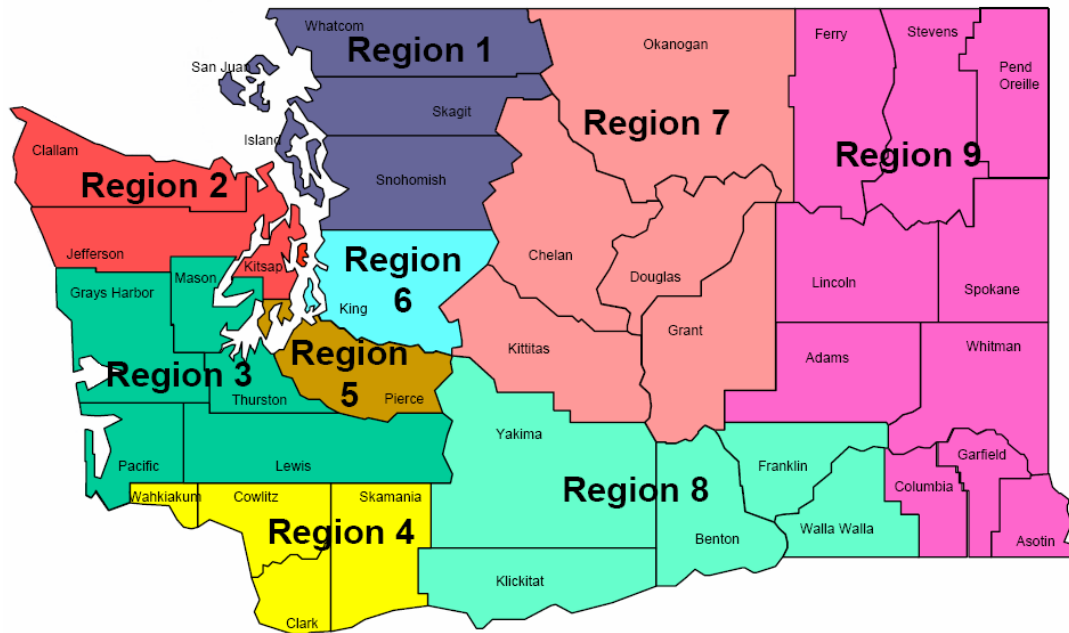 Whatcom
Region 1
San Juan
Skagit
Island
Snohomish
Okanogan
Region 7
Ferry
Stevens
Pend
Oreille
Region 9
Clallam
Region 2
Jefferson
Kitsap
Region
6
King
Chelan
Douglas
Grant
Kittitas
Lincoln
Spokane
Adams
Whitman
Grays Harbor
Mason
Region 3
Thurston
Region
5
Pierce
Pacific
Lewis
Yakima
Region 8
Franklin
Benton
Walla Walla
Columbia
Garfield
Asotin
Wahkiakum
Cowlitz
Skamania
Region 4
Clark
Klickitat